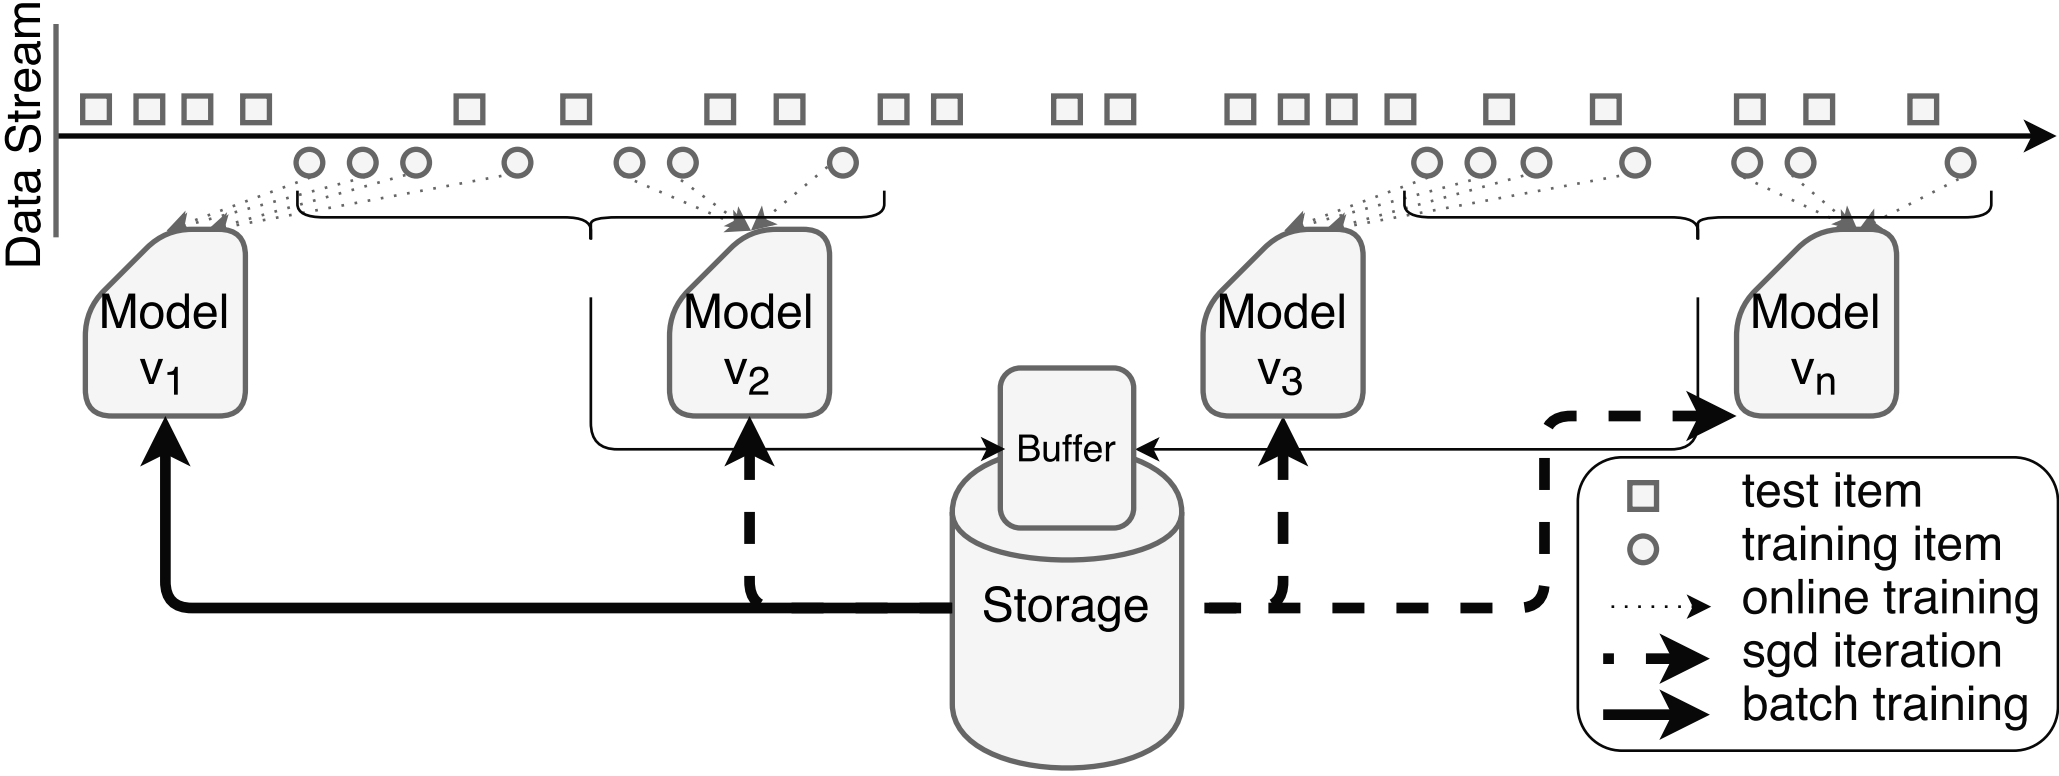 Data Stream
Model
v1
Model
v2
Model
v3
Model
vn
Buffer
Storage
test item
training item
online training
sgd iteration
batch training